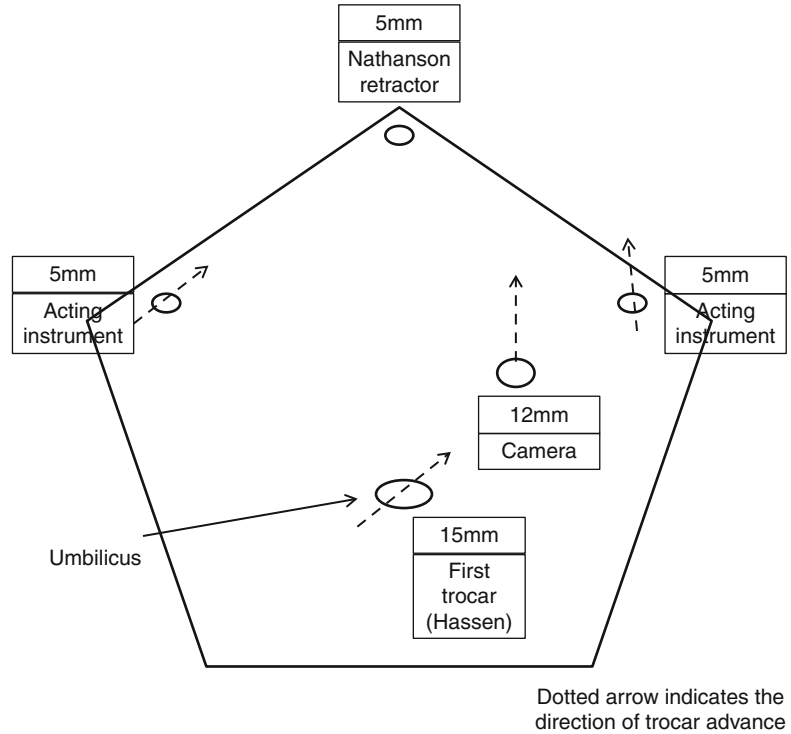 5mm
Nathanson
retractor
5mm
Acting
instrument
5mm
Acting
instrument
12mm
Camera
15mm
First
trocar
(Hassen)
Umbilicus
Dotted arrow indicates the
direction of trocar advance